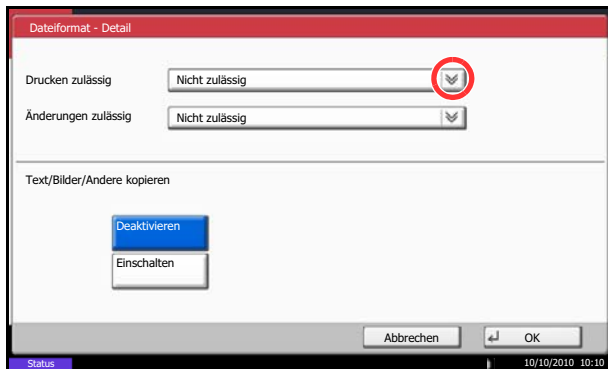 Dateiformat - Detail
Drucken zulässig Nicht zulässig
Änderungen zulässig Nicht zulässig
Text/Bilder/Andere kopieren
Deaktivieren
Einschalten
Abbrechen OK
Status 10/10/2010 10:10